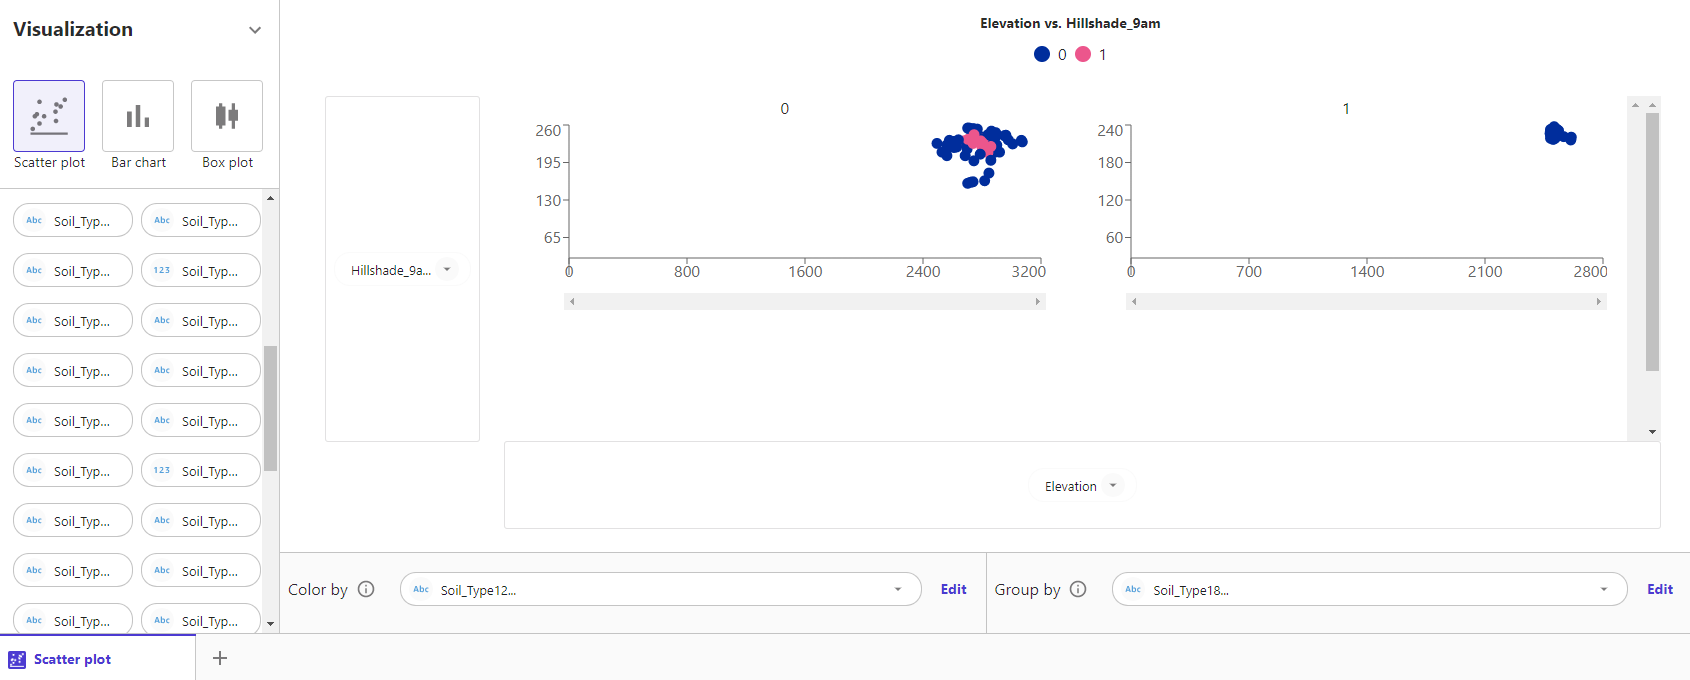 Visualization
Scatter plot
Bar chart
Box plot
Abc Soil_Typ...
Abc Soil_Typ...
Abc Soil_Typ...
123 Soil_Typ...
Abc Soil_Typ...
Abc Soil_Typ...
Abc Soil_Typ...
Abc Soil_Typ...
Abc Soil_Typ...
Abc Soil_Typ...
Abc Soil_Typ...
123 Soil_Typ...
Abc Soil_Typ...
Abc Soil_Typ...
Abc Soil_Typ...
Abc Soil_Typ...
Abc Soil_Typ...
Abc Soil_Typ...
Elevation vs. Hillshade_9am
0 1
Hillshade_9a...
0
260
195
130
65
0 800 1600 2400 3200
1
240
180
120
60
0 700 1400 2100 2800
Elevation
Color by
Abc Soil_Type12...
Edit
Group by
Abc Soil_Type18...
Edit
Scatter plot